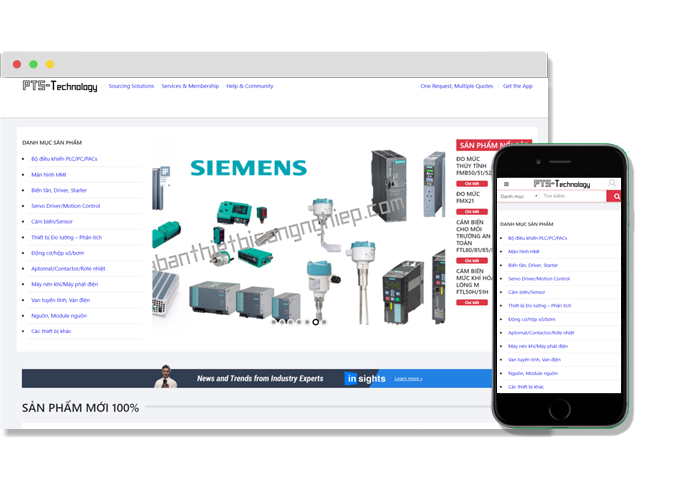 PTS-Technology
Sourcing Solutions Services & Membership Help & Community One Request, Multiple Quotes Get the App
DANH MỤC SẢN PHẨM
Bộ điều khiển PLC/PC/PACs
Màn hình HMI
Biến tần, Driver, Starter
Servo Driver/Motion Control
Cảm biến/Sensor
Thiết bị Đo lường – Phân tích
Động cơ/hộp số/bơm
Aptomat/Contactor/Rơle nhiệt
Máy nén khí/Máy phát điện
Van tuyến tính, Van điện
Nguồn, Module nguồn
Các thiết bị khác
SIEMENS
banthietbicongnghiep.com
SẢN PHẨM
ĐO MỨC
THỦY TĨNH
FMB50/51/52
Chi tiết
ĐO MỨC
FMX21
Chi tiết
CẢM BIẾN
CHO MÔI
TRƯỜNG AN
TOÀN
FTL80/81/85/
Chi tiết
CẢM BIẾN
MỨC KHÍ HÓA
LỎNG M
FTL50H/51H
Chi tiết
News and Trends from Industry Experts in sights Learn more »
SẢN PHẨM MỚI 100%
PTS-Technology
Danh mục Tìm kiếm
DANH MỤC SẢN PHẨM
Bộ điều khiển PLC/PC/PACs
Màn hình HMI
Biến tần, Driver, Starter
Servo Driver/Motion Control
Cảm biến/Sensor
Thiết bị Đo lường – Phân tích
Động cơ/hộp số/bơm
Aptomat/Contactor/Rơle nhiệt
Máy nén khí/Máy phát điện
Van tuyến tính, Van điện
Nguồn, Module nguồn
Các thiết bị khác